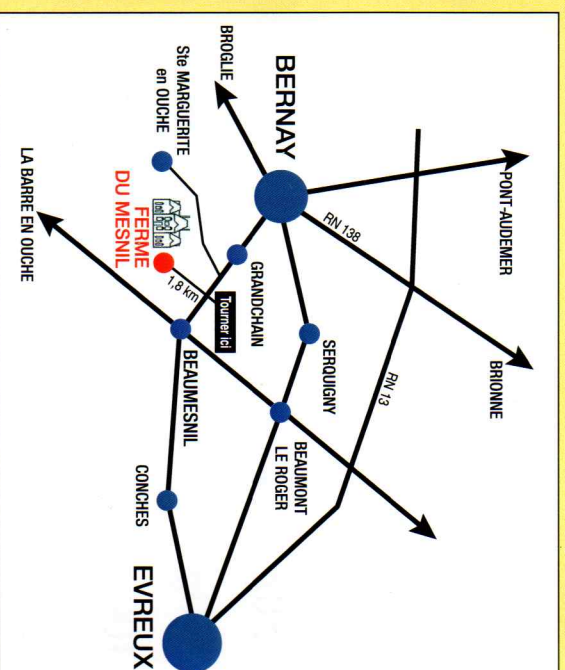 PONT-AUDEMER
BRIONNE
RN 13
RN 138
BERNAY
BROGLIE
SERQUIGNY
BEAUMONT
LE ROGER
GRANDCHAIN
Tourner ici
1,8 km
Ste MARGUERITE
en OUCHE
FERME
DU MESNIL
BEAUMESNIL
LA BARRE EN OUCHE
CONCHES
EVREUX